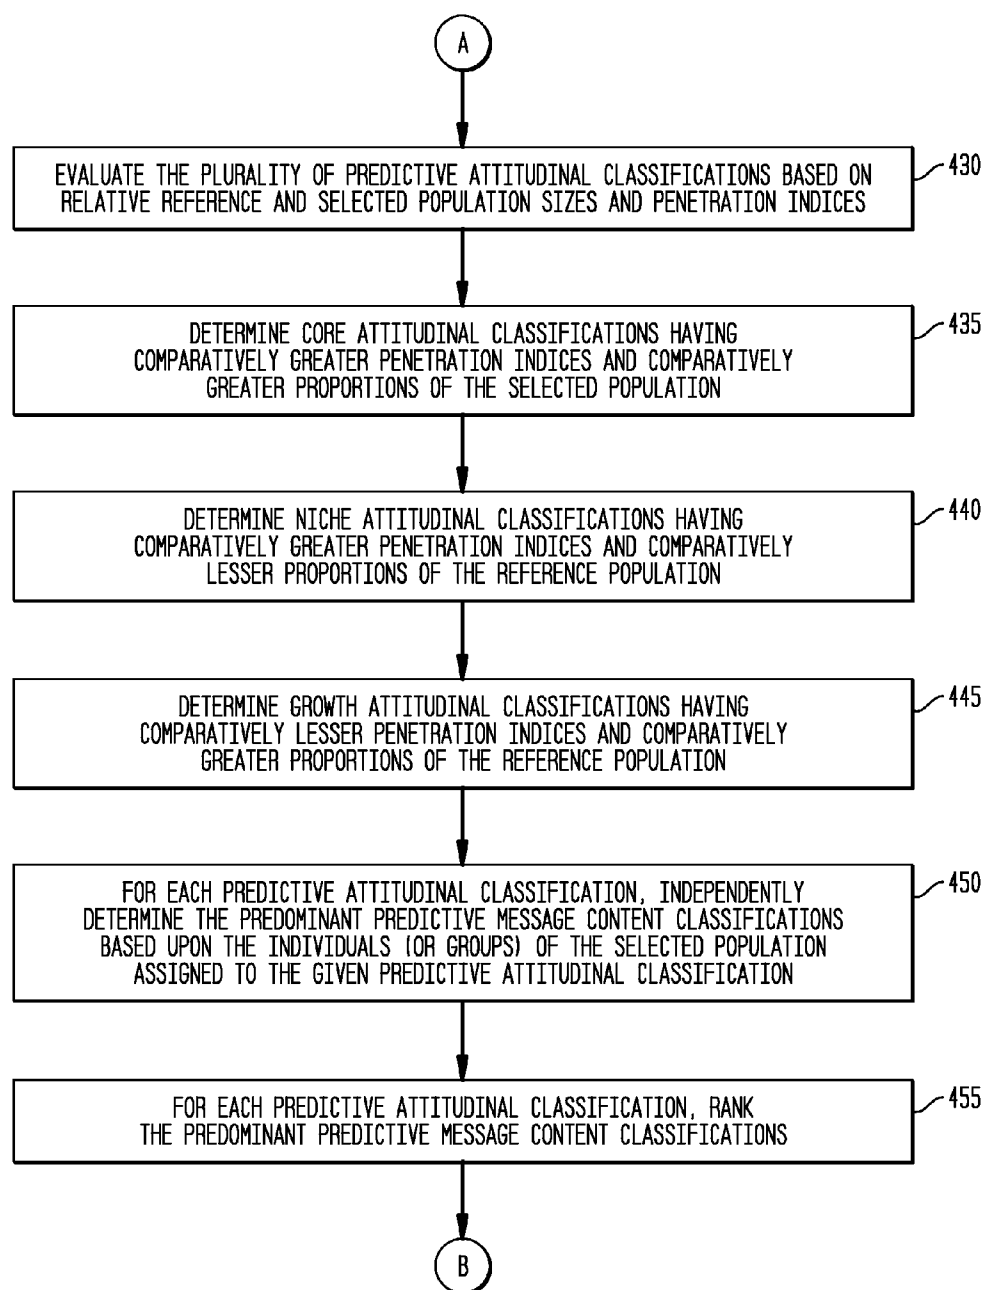 A
EVALUATE THE PLURALITY OF PREDICTIVE ATTITUDINAL CLASSIFICATIONS BASED ON
RELATIVE REFERENCE AND SELECTED POPULATION SIZES AND PENETRATION INDICES
430
DETERMINE CORE ATTITUDINAL CLASSIFICATIONS HAVING
COMPARATIVELY GREATER PENETRATION INDICES AND COMPARATIVELY
GREATER PROPORTIONS OF THE SELECTED POPULATION
435
DETERMINE NICHE ATTITUDINAL CLASSIFICATIONS HAVING
COMPARATIVELY GREATER PENETRATION INDICES AND COMPARATIVELY
LESSER PROPORTIONS OF THE REFERENCE POPULATION
440
DETERMINE GROWTH ATTITUDINAL CLASSIFICATIONS HAVING
COMPARATIVELY LESSER PENETRATION INDICES AND COMPARATIVELY
GREATER PROPORTIONS OF THE REFERENCE POPULATION
445
FOR EACH PREDICTIVE ATTITUDINAL CLASSIFICATION, INDEPENDENTLY
DETERMINE THE PREDOMINANT PREDICTIVE MESSAGE CONTENT CLASSIFICATIONS
BASED UPON THE INDIVIDUALS (OR GROUPS) OF THE SELECTED POPULATION
ASSIGNED TO THE GIVEN PREDICTIVE ATTITUDINAL CLASSIFICATION
450
FOR EACH PREDICTIVE ATTITUDINAL CLASSIFICATION, RANK
THE PREDOMINANT PREDICTIVE MESSAGE CONTENT CLASSIFICATIONS
455
B